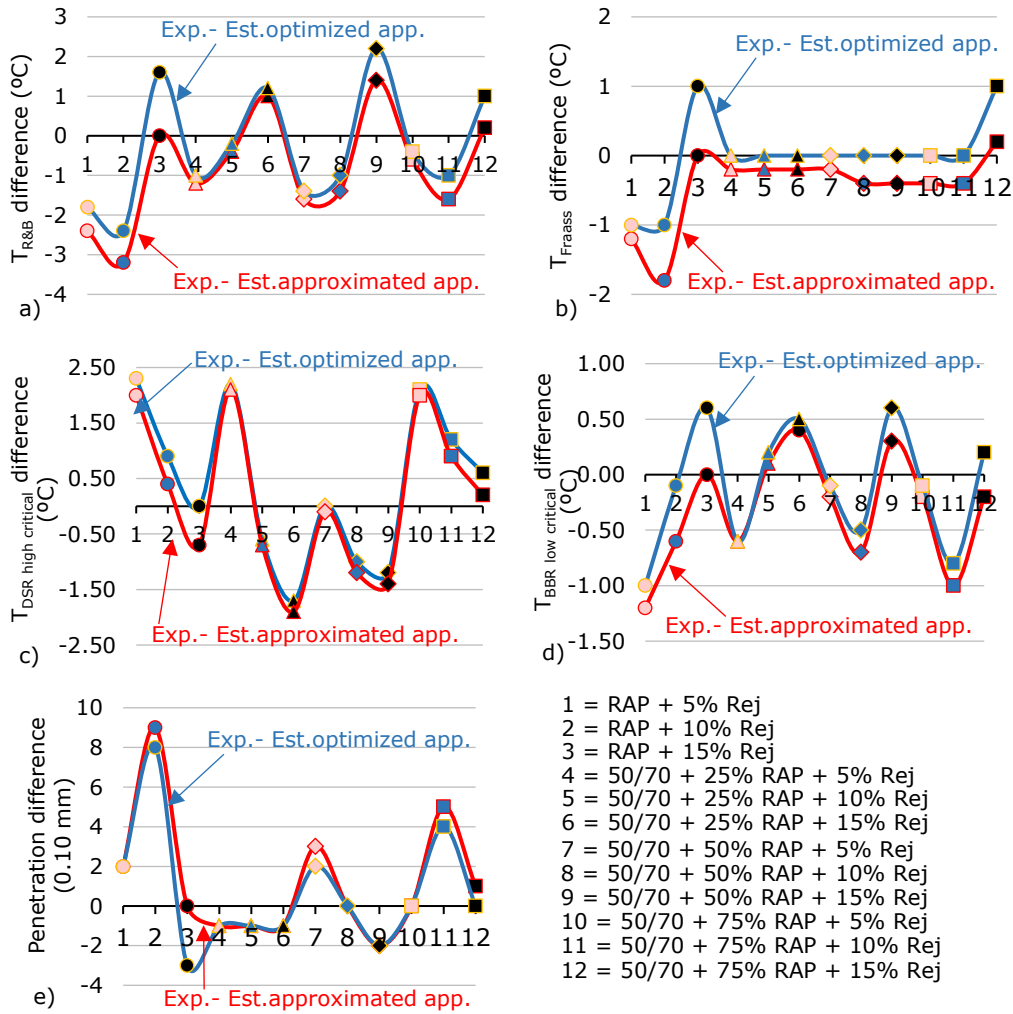 3
2
1
0
-1
-2
-3
-4
T R&B difference (ºC)
Exp.- Est.optimized app.
1 2 3 4 5 6 7 8 9 10 11 12
Exp.- Est.approximated app.
a)
2
1
0
-1
-2
T Fraass difference (ºC)
Exp.- Est.optimized app.
1 2 3 4 5 6 7 8 9 10 11 12
Exp.- Est.approximated app.
b)
2.50
1.50
0.50
-0.50
-1.50
-2.50
T DSR high critical difference
(ºC)
Exp.- Est.optimized app.
1 2 3 4 5 6 7 8 9 10 11 12
Exp.- Est.approximated app.
c)
1.00
0.50
0.00
-0.50
-1.00
-1.50
T BBR low critical difference
(ºC)
Exp.- Est.optimized app.
1 2 3 4 5 6 7 8 9 10 11 12
Exp.- Est.approximated app.
d)
10
8
6
4
2
0
-2
-4
Penetration difference
(0.10 mm)
Exp.- Est.optimized app.
1 2 3 4 5 6 7 8 9 10 11 12
Exp.- Est.approximated app.
e)
1 = RAP + 5% Rej
2 = RAP + 10% Rej
3 = RAP + 15% Rej
4 = 50/70 + 25% RAP + 5% Rej
5 = 50/70 + 25% RAP + 10% Rej
6 = 50/70 + 25% RAP + 15% Rej
7 = 50/70 + 50% RAP + 5% Rej
8 = 50/70 + 50% RAP + 10% Rej
9 = 50/70 + 50% RAP + 15% Rej
10 = 50/70 + 75% RAP + 5% Rej
11 = 50/70 + 75% RAP + 10% Rej
12 = 50/70 + 75% RAP + 15% Rej